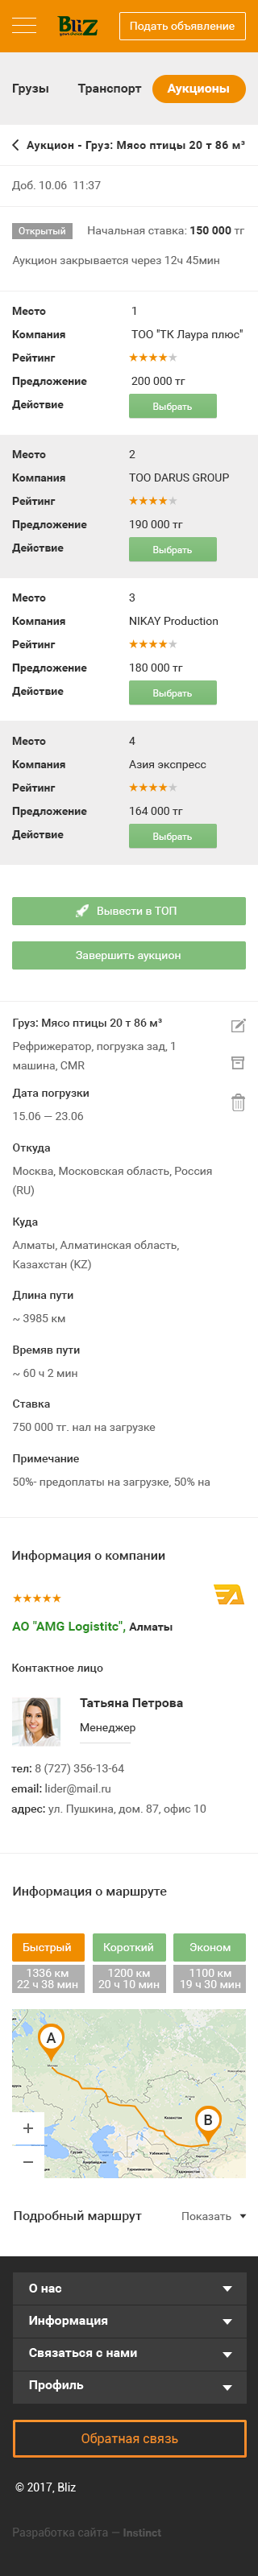 Bliz
Подать объявление
Грузы Транспорт Аукционы
Аукцион - Груз: Мясо птицы 20 т 86 м³
Доб. 10.06 11:37
Открытый Начальная ставка: 150 000 тг
Аукцион закрывается через 12ч 45мин
Место 1
Компания ТОО "ТК Лаура плюс"
Рейтинг
Предложение 200 000 тг
Действие Выбрать
Место 2
Компания ТОО DARUS GROUP
Рейтинг
Предложение 190 000 тг
Действие Выбрать
Место 3
Компания NIKAY Production
Рейтинг
Предложение 180 000 тг
Действие Выбрать
Место 4
Компания Азия экспресс
Рейтинг
Предложение 164 000 тг
Действие Выбрать
Вывести в ТОП
Завершить аукцион
Груз: Мясо птицы 20 т 86 м³
Рефрижератор, погрузка зад, 1
машина, CMR
Дата погрузки
15.06 — 23.06
Откуда
Москва, Московская область, Россия
(RU)
Куда
Алматы, Алматинская область,
Казахстан (KZ)
Длина пути
~ 3985 км
Времяв пути
~ 60 ч 2 мин
Ставка
750 000 тг. нал на загрузке
Примечание
50%- предоплаты на загрузке, 50% на
Информация о компании
АО "AMG Logistitc", Алматы
Контактное лицо
Татьяна Петрова
Менеджер
тел: 8 (727) 356-13-64
email: lider@mail.ru
адрес: ул. Пушкина, дом. 87, офис 10
Информация о маршруте
Быстрый Короткий Эконом
1336 км 1200 км 1100 км
22 ч 38 мин 20 ч 10 мин 19 ч 30 мин
A
B
Подробный маршрут Показать
О нас
Информация
Связаться с нами
Профиль
Обратная связь
© 2017, Bliz
Разработка сайта — Instinct